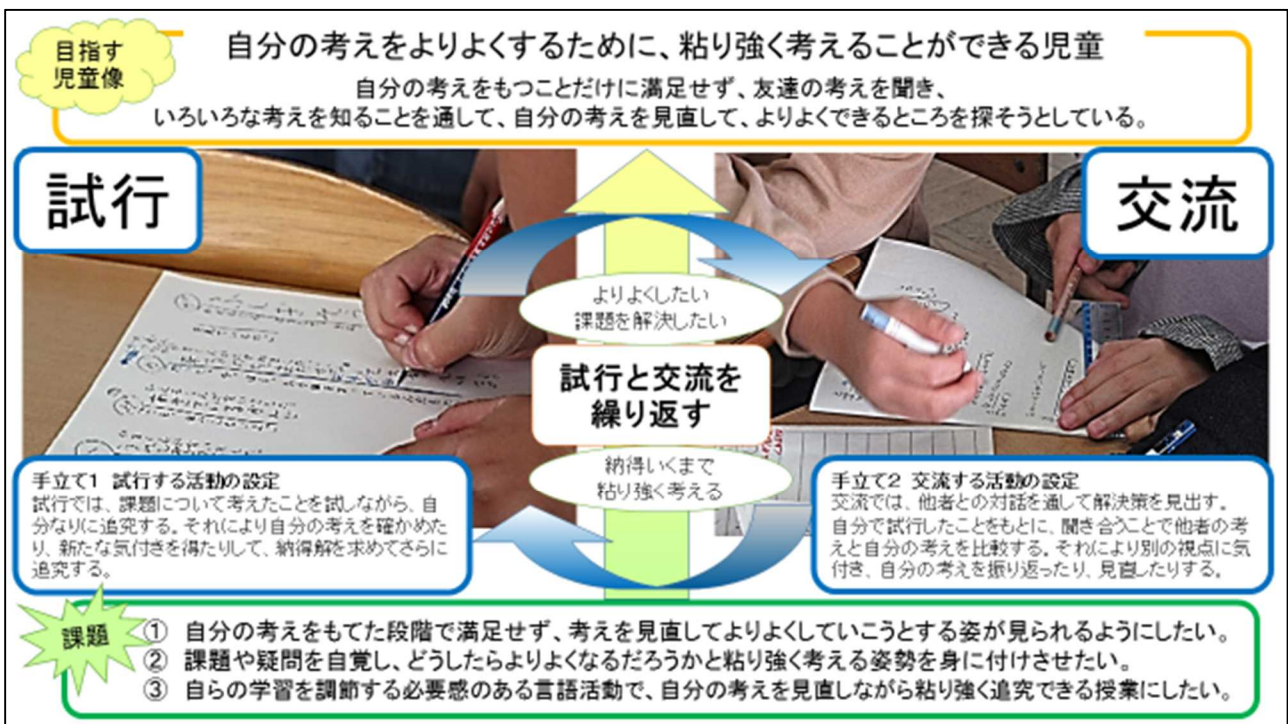 目指す
児童像
自分の考えをよりよくするために、粘り強く考えることができる児童
自分の考えをもつことだけに満足せず、友達の考えを聞き、
いろいろな考えを知ることを通して、自分の考えを見直して、よりよくできるところを探そうとしている。
試行
交流
よりよくしたい
課題を解決したい
試行と交流を
繰り返す
納得いくまで
粘り強く考える
手立て1 試行する活動の設定
試行では、課題について考えたことを試しながら、自
分なりに追究する。それにより自分の考えを確かめた
り、新たな気付きを得たりして、納得解を求めてさらに
追究する。
手立て2 交流する活動の設定
交流では、他者との対話を通して解決策を見出す。
自分で試行したことをもとに、聞き合うことで他者の考
えと自分の考えを比較する。それにより別の視点に気
付き、自分の考えを振り返ったり、見直したりする。
課題
① 自分の考えをもてた段階で満足せず、考えを見直してよりよくしていこうとする姿が見られるようにしたい。
② 課題や疑問を自覚し、どうしたらよりよくなるだろうかと粘り強く考える姿勢を身に付けさせたい。
③ 自らの学習を調節する必要感のある言語活動で、自分の考えを見直しながら粘り強く追究できる授業にしたい。